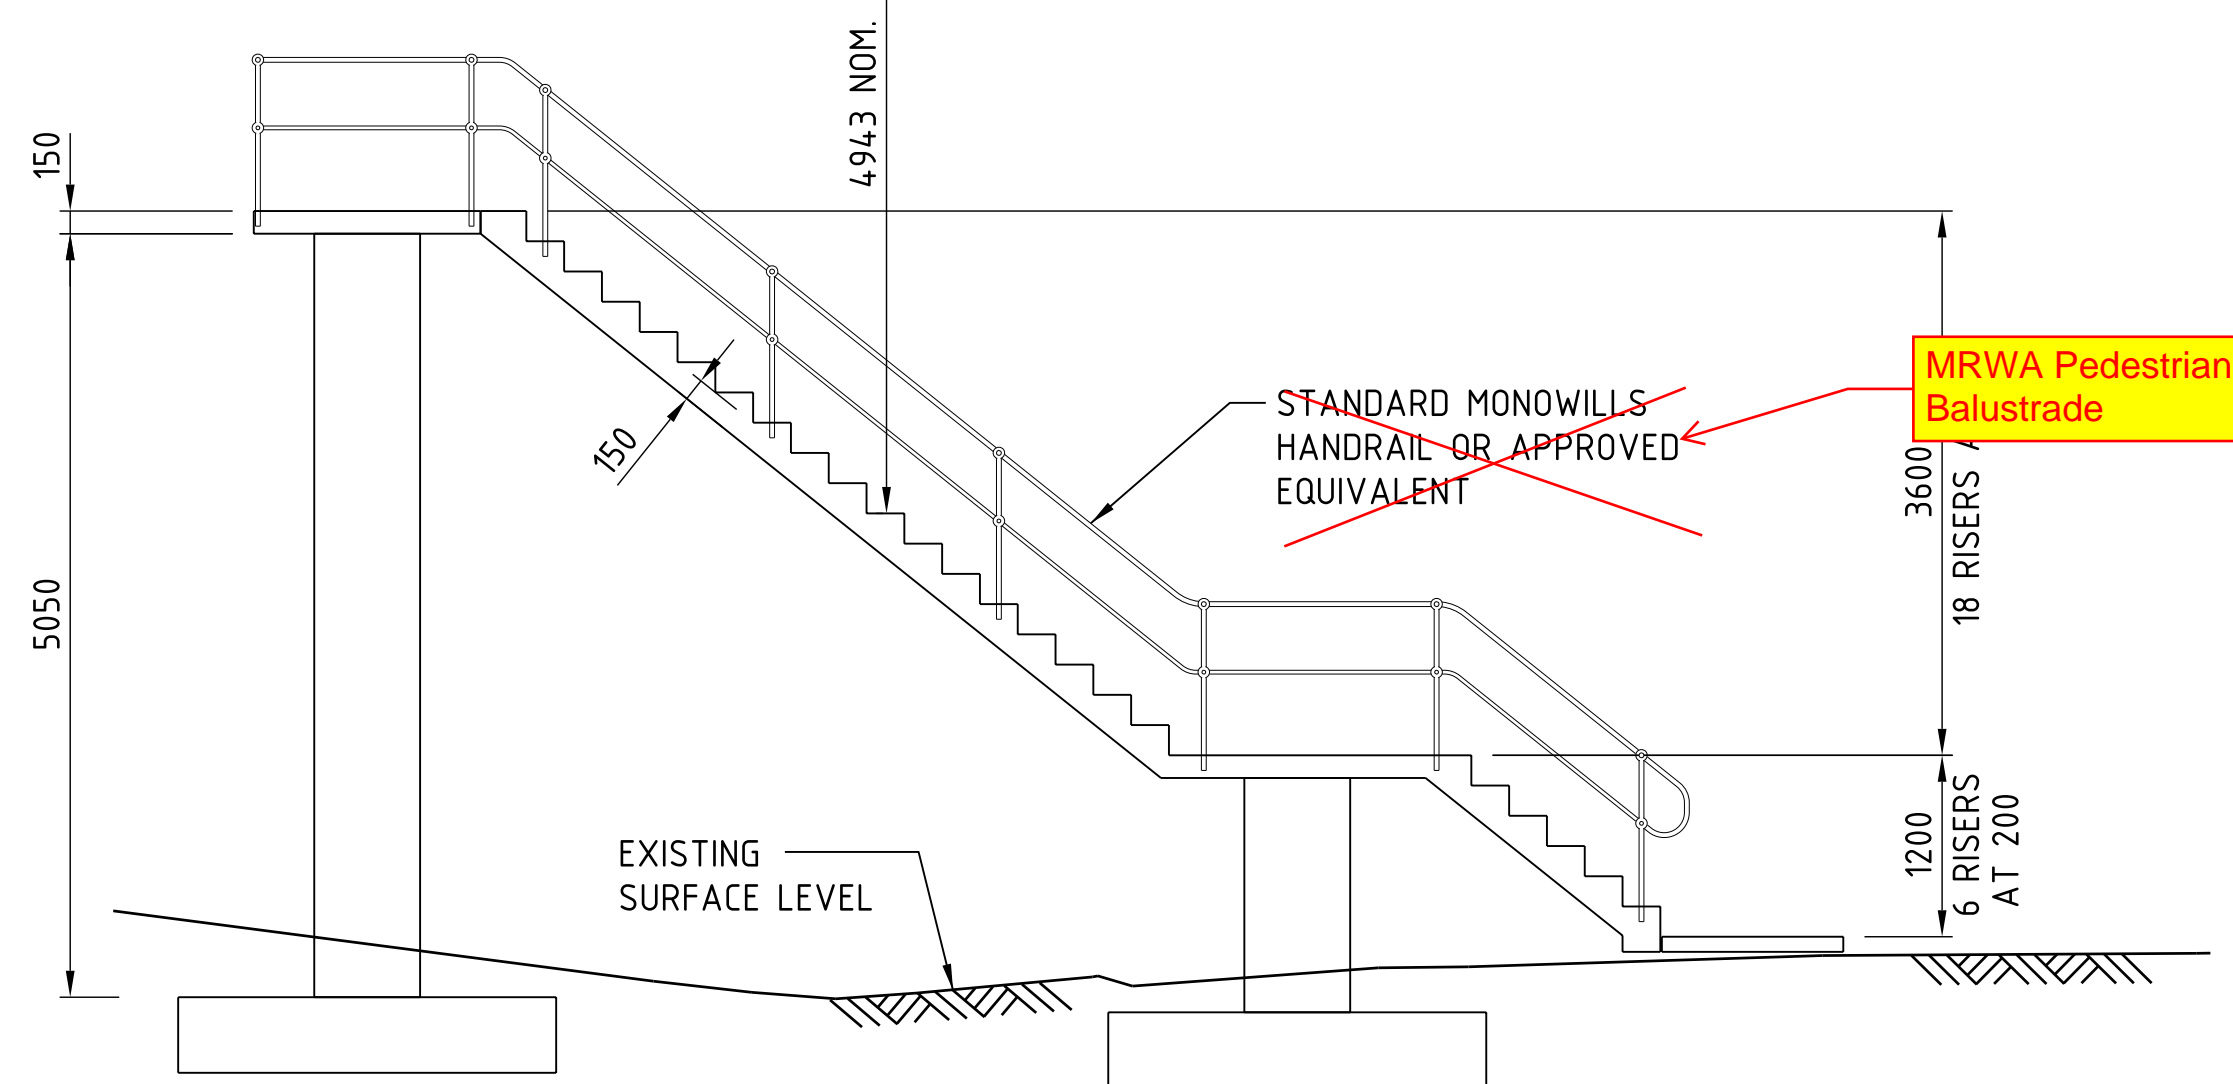 150
4943 NOM.
5050
150
STANDARD MONOWILLS
HANDRAIL OR APPROVED
EQUIVALENT
MRWA Pedestrian
Balustrade
3600
18 RISERS
EXISTING
SURFACE LEVEL
1200
6 RISERS
AT 200